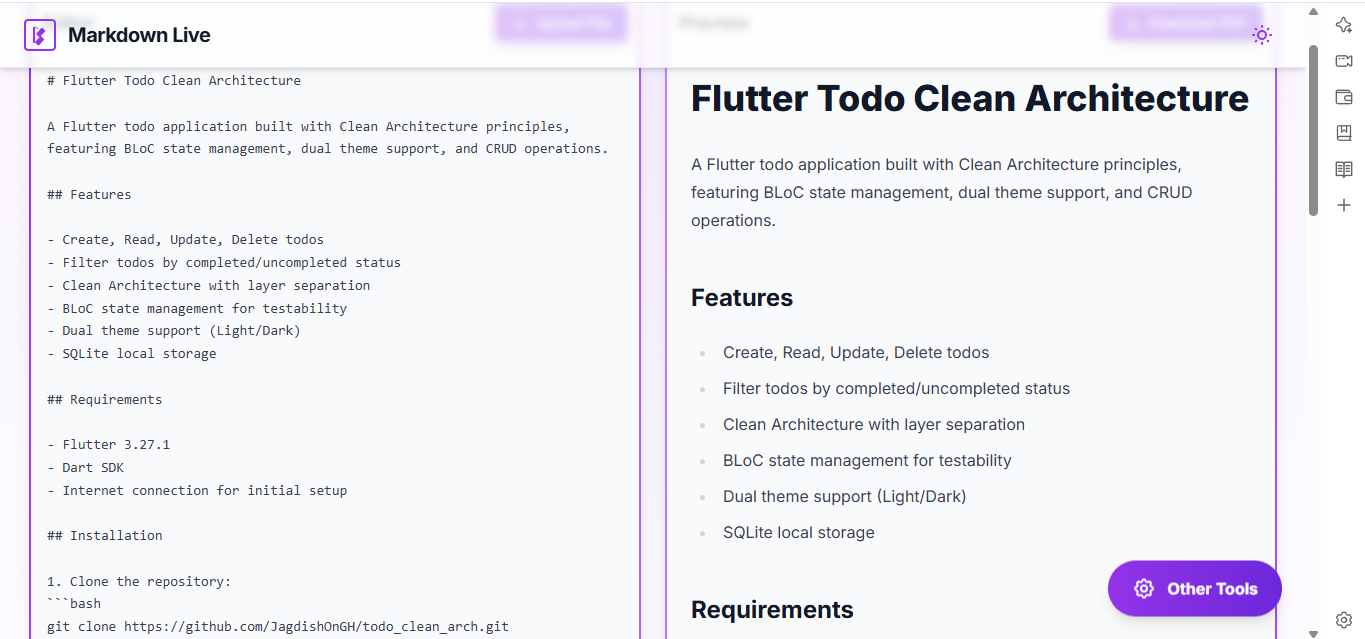 Markdown Live
Preview
# Flutter Todo Clean Architecture
A Flutter todo application built with Clean Architecture principles,
featuring BLoC state management, dual theme support, and CRUD operations.
## Features
- Create, Read, Update, Delete todos
- Filter todos by completed/uncompleted status
- Clean Architecture with layer separation
- BLoC state management for testability
- Dual theme support (Light/Dark)
- SQLite local storage
## Requirements
- Flutter 3.27.1
- Dart SDK
- Internet connection for initial setup
## Installation
1. Clone the repository:
```bash
git clone https://github.com/JagdishOnGH/todo_clean_arch.git
Flutter Todo Clean Architecture
A Flutter todo application built with Clean Architecture principles,
featuring BLoC state management, dual theme support, and CRUD
operations.
Features
Create, Read, Update, Delete todos
Filter todos by completed/uncompleted status
Clean Architecture with layer separation
BLoC state management for testability
Dual theme support (Light/Dark)
SQLite local storage
Requirements
Other Tools